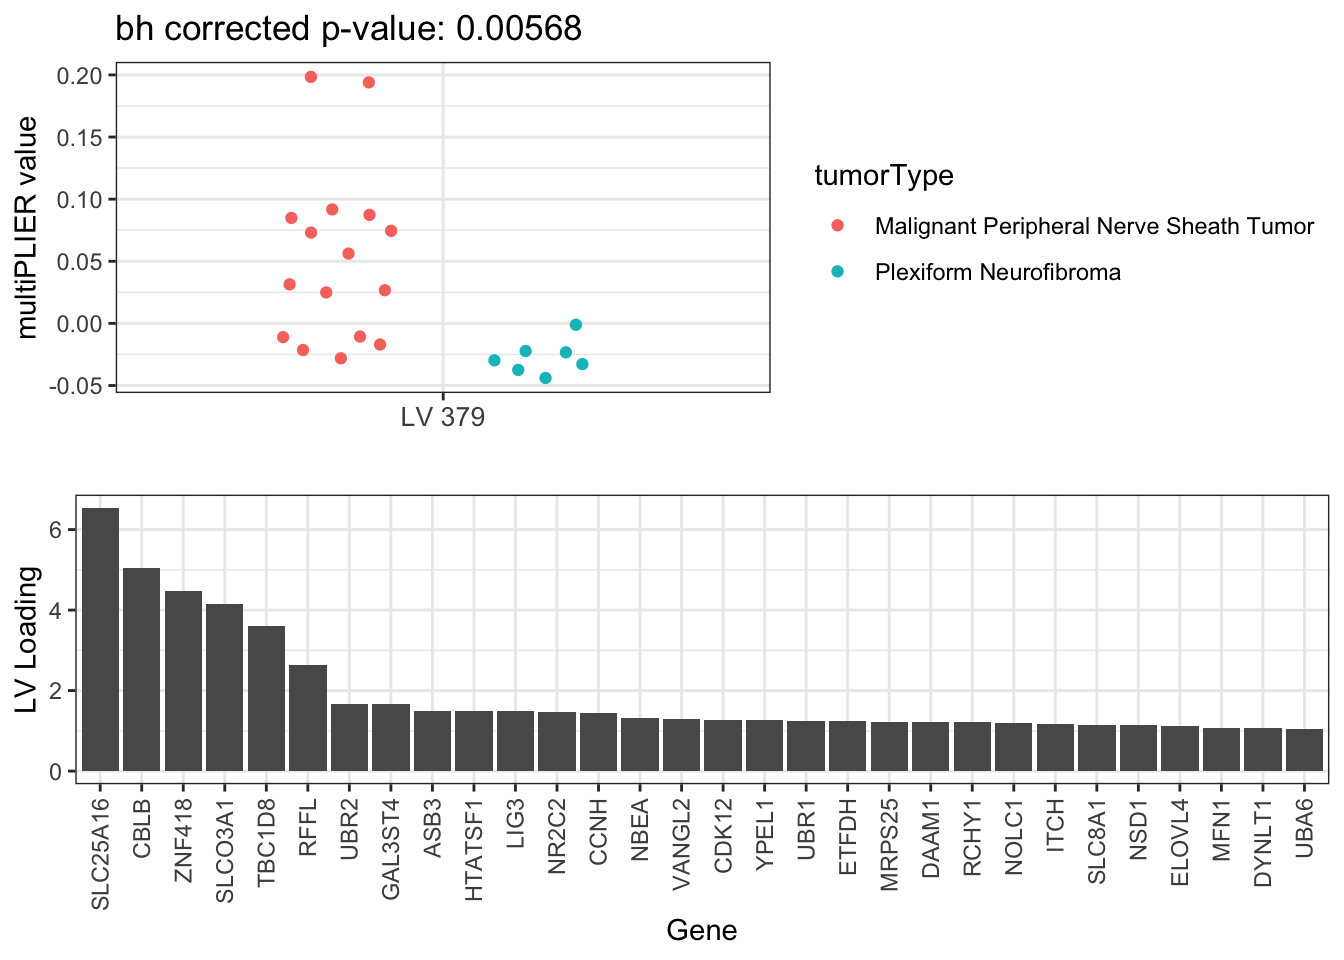 bh corrected p-value: 0.00568
multiPLIER value
0.20
0.15
0.10
0.05
0.00
-0.05
LV 379
tumorType
Malignant Peripheral Nerve Sheath Tumor
Plexiform Neurofibroma
LV Loading
6
4
2
0
SLC25A16
CBLB
ZNF418
SLCO3A1
TBC1D8
RFFL
UBR2
GAL3ST4
ASB3
HTATSF1
LIG3
NR2C2
CCNH
NBEA
VANGL2
CDK12
YPEL1
UBR1
ETFDH
MRPS25
DAAM1
RCHY1
NOLC1
ITCH
SLC8A1
NSD1
ELOVL4
MFN1
DYNLT1
UBA6
Gene